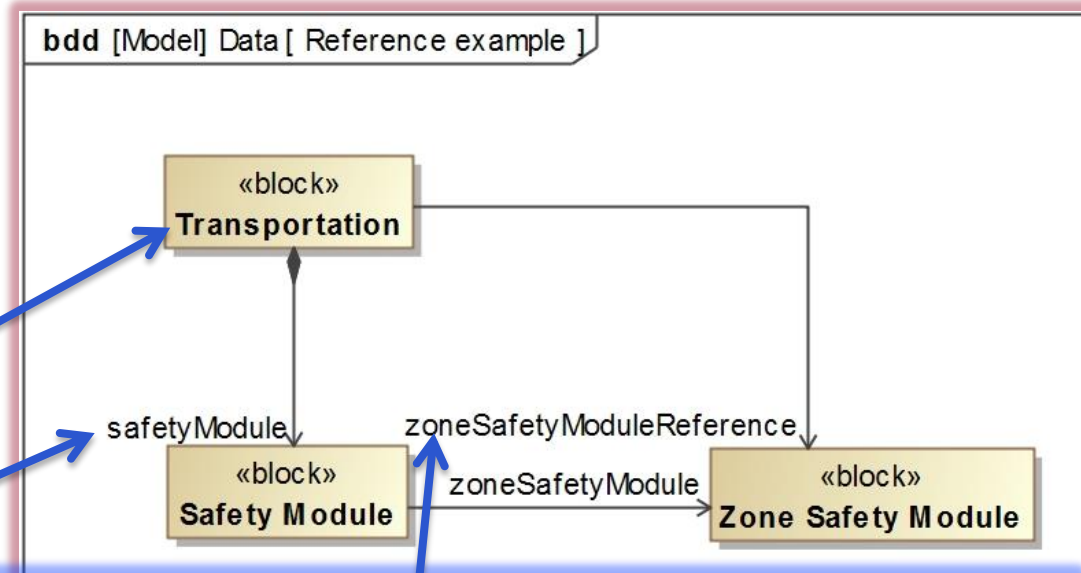 bdd [Model] Data [ Reference example ]
«block»
Transportation
safetyModule
zoneSafetyModuleReference
«block»
Safety Module
zoneSafetyModule
«block»
Zone Safety Module